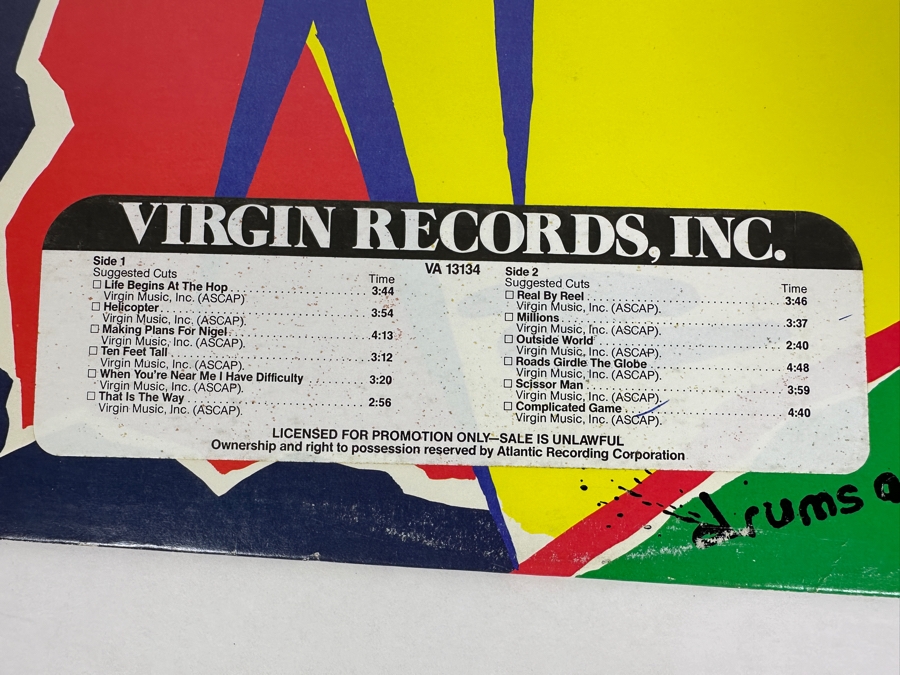 VIRGIN RECORDS, INC.
VA 13134
Side 1
Suggested Cuts Time
☐ Life Begins At The Hop 3:44
Virgin Music, Inc. (ASCAP)
☐ Helicopter 3:54
Virgin Music, Inc. (ASCAP).
☐ Making Plans For Nigel 4:13
Virgin Music, Inc. (ASCAP).
☐ Ten Feet Tall 3:12
Virgin Music, Inc. (ASCAP).
☐ When You're Near Me I Have Difficulty 3:20
Virgin Music, Inc. (ASCAP).
☐ That Is The Way 2:56
Virgin Music, Inc. (ASCAP).
Side 2
Suggested Cuts Time
☐ Real By Reel 3:46
Virgin Music, Inc. (ASCAP).
☐ Millions 3:37
Virgin Music, Inc. (ASCAP).
☐ Outside World 2:40
Virgin Music, Inc. (ASCAP).
☐ Roads Girdle The Globe 4:48
Virgin Music, Inc. (ASCAP).
☐ Scissor Man 3:59
Virgin Music, Inc. (ASCAP).
☐ Complicated Game 4:40
Virgin Music, Inc. (ASCAP).
LICENSED FOR PROMOTION ONLY—SALE IS UNLAWFUL
Ownership and right to possession reserved by Atlantic Recording Corporation
drums